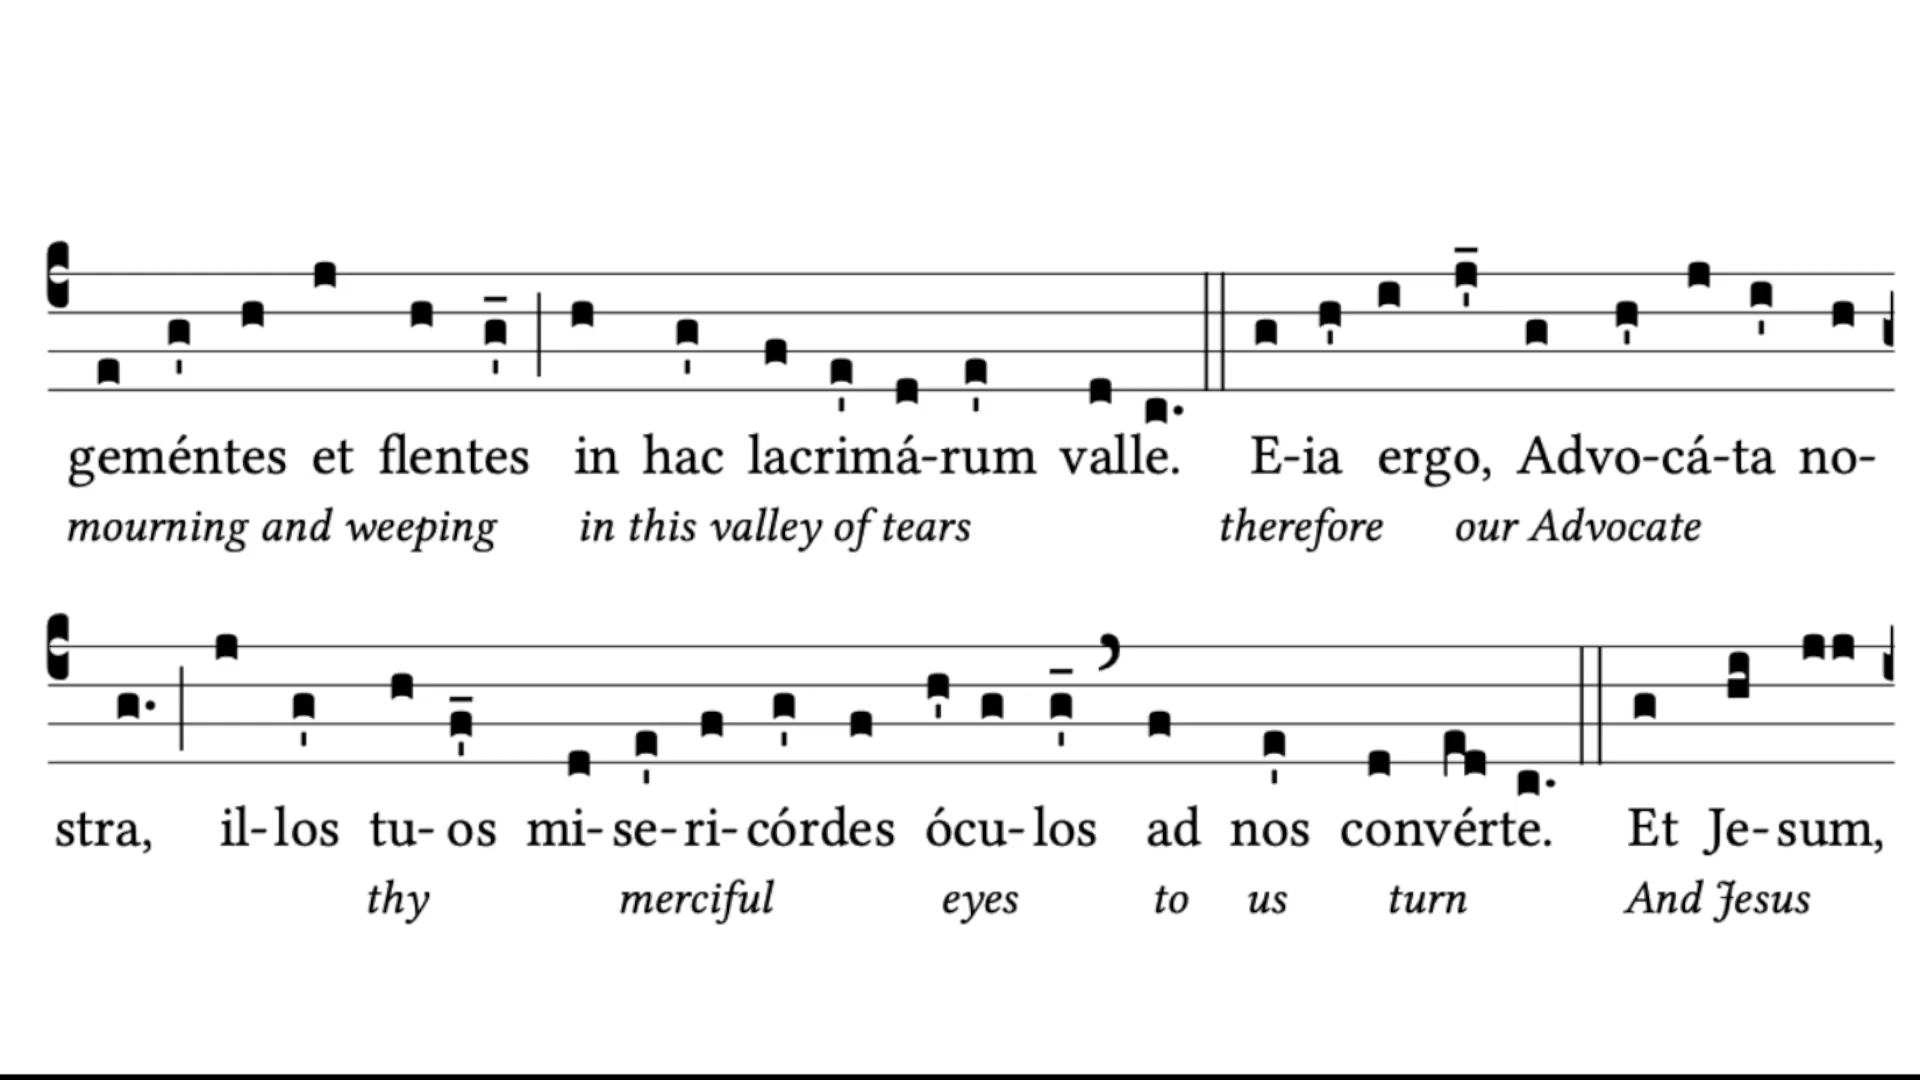 geméntes et flentes in hac lacrimá-rum valle. E-ia ergo, Advo-cá-ta no-
mourning and weeping in this valley of tears therefore our Advocate
stra, il-los tu-os mi-se-ri-córdes ócu-los ad nos convérte. Et Je-sum,
thy merciful eyes to us turn And Jesus